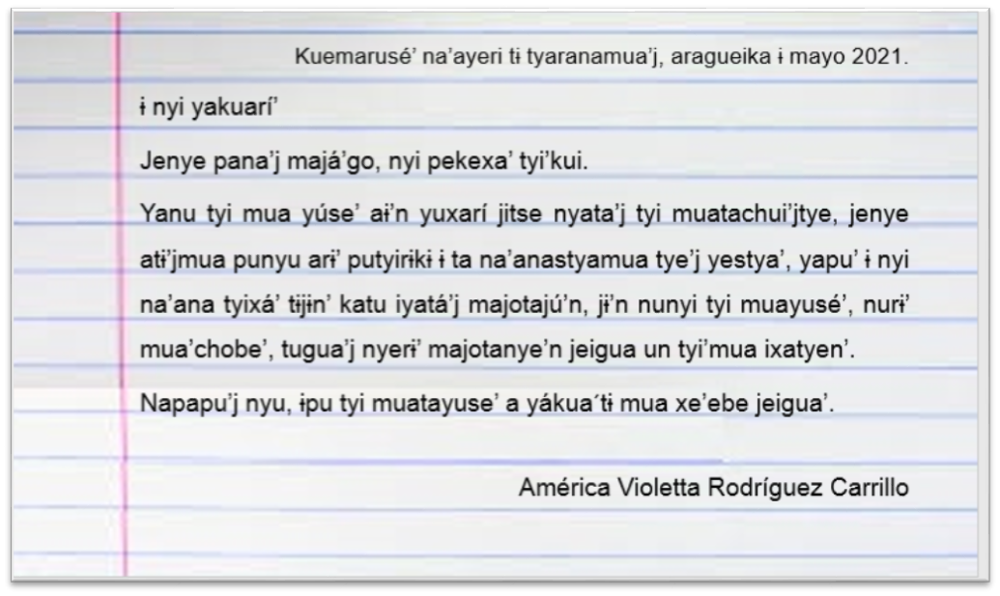 Kuemarusé’ na’ayeri tɨ tyaranamua’j, aragueika ɨ mayo 2021.
ɨ nyi yakuarí’
Jenye pana’j majá’go, nyi pekexa’ tyi’kui.
Yanu tyi mua yúse’ aɨ’n yuxarí jitse nyata’j tyi muatachui’jtye, jenye
atɨ’jmua punyu arɨ’ putyirɨkɨ ɨ ta na’anastyamua tye’j yestya’, yapu’ ɨ nyi
na’ana tyixá’ tɨjɨn’ katu iyatá’j majotajú’n, jɨ’n nunyi tyi muayusé’, nurɨ’
mua’chobe’, tugua’j nyerɨ’ majotanye’n jeigua un tyi’mua ixatyen’.
Napapu’j nyu, ɨpu tyi muatayuse’ a yákua´tɨ mua xe’ebe jeigua’.
América Violetta Rodríguez Carrillo